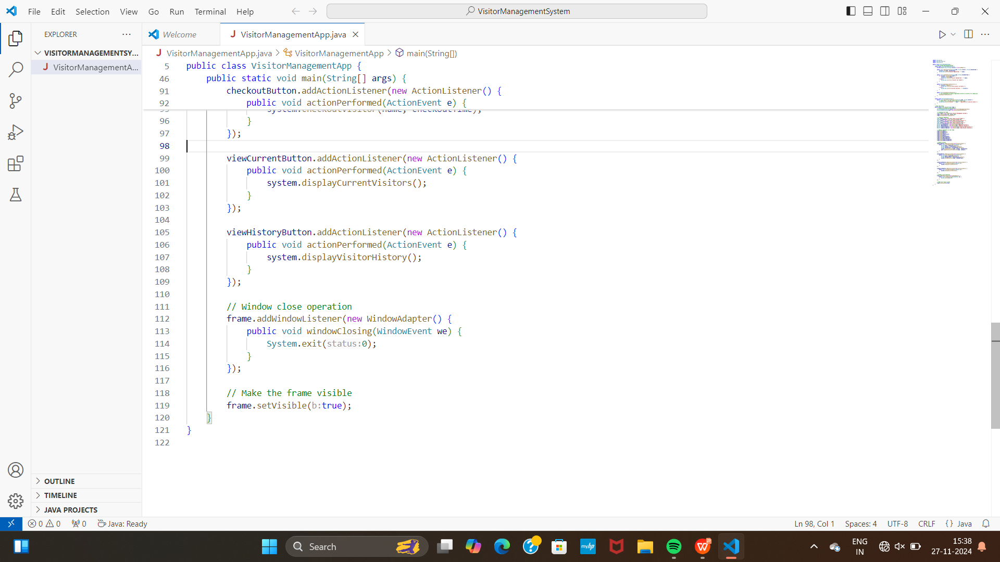 File Edit Selection View Go Run Terminal Help
VisitorManagementSystem
EXPLORER
Welcome
J VisitorManagementApp.java
VISITORMANAGEMENTSY...
J VisitorManagementA...
J VisitorManagementApp.java > VisitorManagementApp > main(String[])
5 public class VisitorManagementApp {
46 public static void main(String[] args) {
91 checkoutButton.addActionListener(new ActionListener() {
92 public void actionPerformed(ActionEvent e) {
95 system.checkOutVisitor(name, checkOutTime);
96 }
97 });
98
99 viewCurrentButton.addActionListener(new ActionListener() {
100 public void actionPerformed(ActionEvent e) {
101 system.displayCurrentVisitors();
102 }
103 });
104
105 viewHistoryButton.addActionListener(new ActionListener() {
106 public void actionPerformed(ActionEvent e) {
107 system.displayVisitorHistory();
108 }
109 });
110
111 // Window close operation
112 frame.addWindowListener(new WindowAdapter() {
113 public void windowClosing(WindowEvent we) {
114 System.exit(status:0);
115 }
116 });
117
118 // Make the frame visible
119 frame.setVisible(b:true);
120 }
121 }
122
OUTLINE
TIMELINE
JAVA PROJECTS
0 0 0 Java: Ready
Ln 98, Col 1 Spaces: 4 UTF-8 CRLF {} Java
Search
myhp
ENG
IN
15:38
27-11-2024